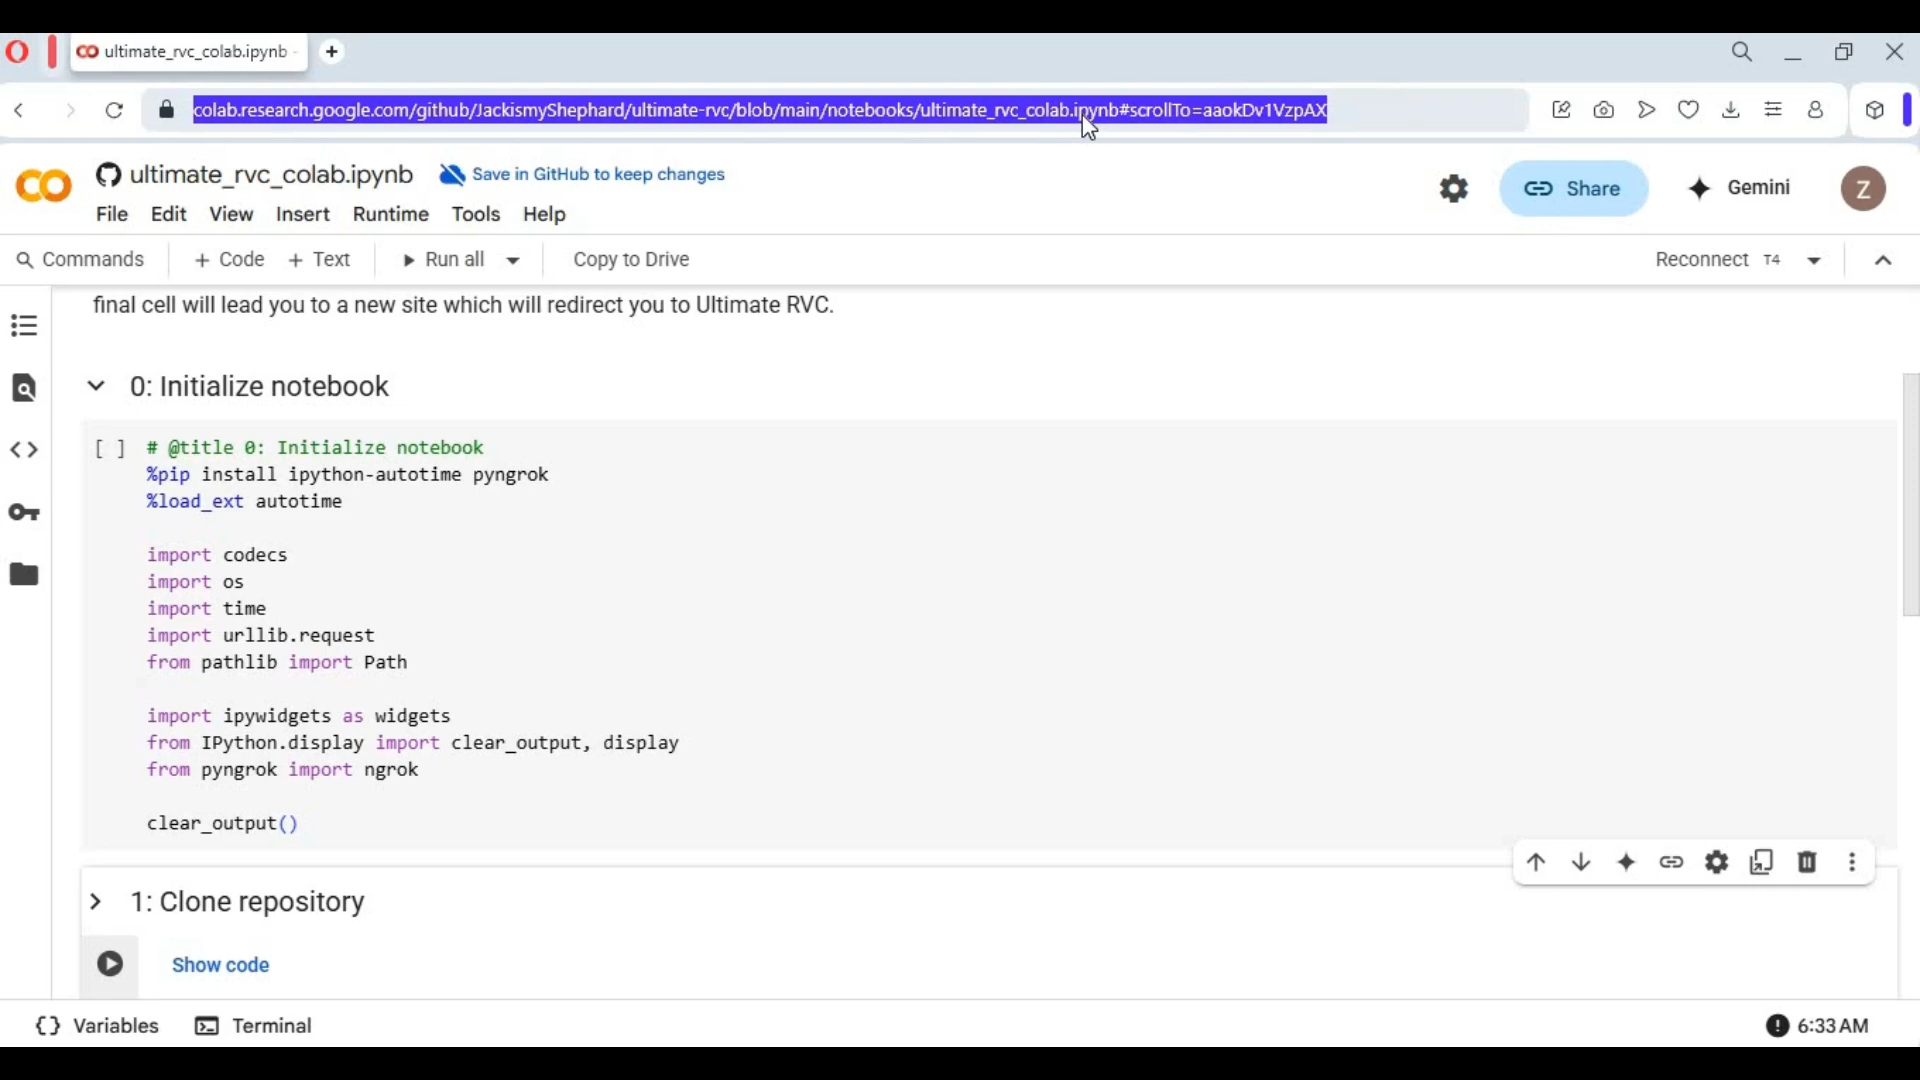 ultimate_rvc_colab.ipynb -
colab.research.google.com/github/JackismyShephard/ultimate-rvc/blob/main/notebooks/ultimate_rvc_colab.ipynb#scrollTo=aaokDv1VzpAX
ultimate_rvc_colab.ipynb
Save in GitHub to keep changes
Share
Gemini
Z
File Edit View Insert Runtime Tools Help
Commands + Code + Text Run all Copy to Drive Reconnect T4
final cell will lead you to a new site which will redirect you to Ultimate RVC.
0: Initialize notebook
[ ] # @title 0: Initialize notebook
%pip install ipython-autotime pyngrok
%load_ext autotime
import codecs
import os
import time
import urllib.request
from pathlib import Path
import ipywidgets as widgets
from IPython.display import clear_output, display
from pyngrok import ngrok
clear_output()
1: Clone repository
Show code
{} Variables Terminal 6:33 AM